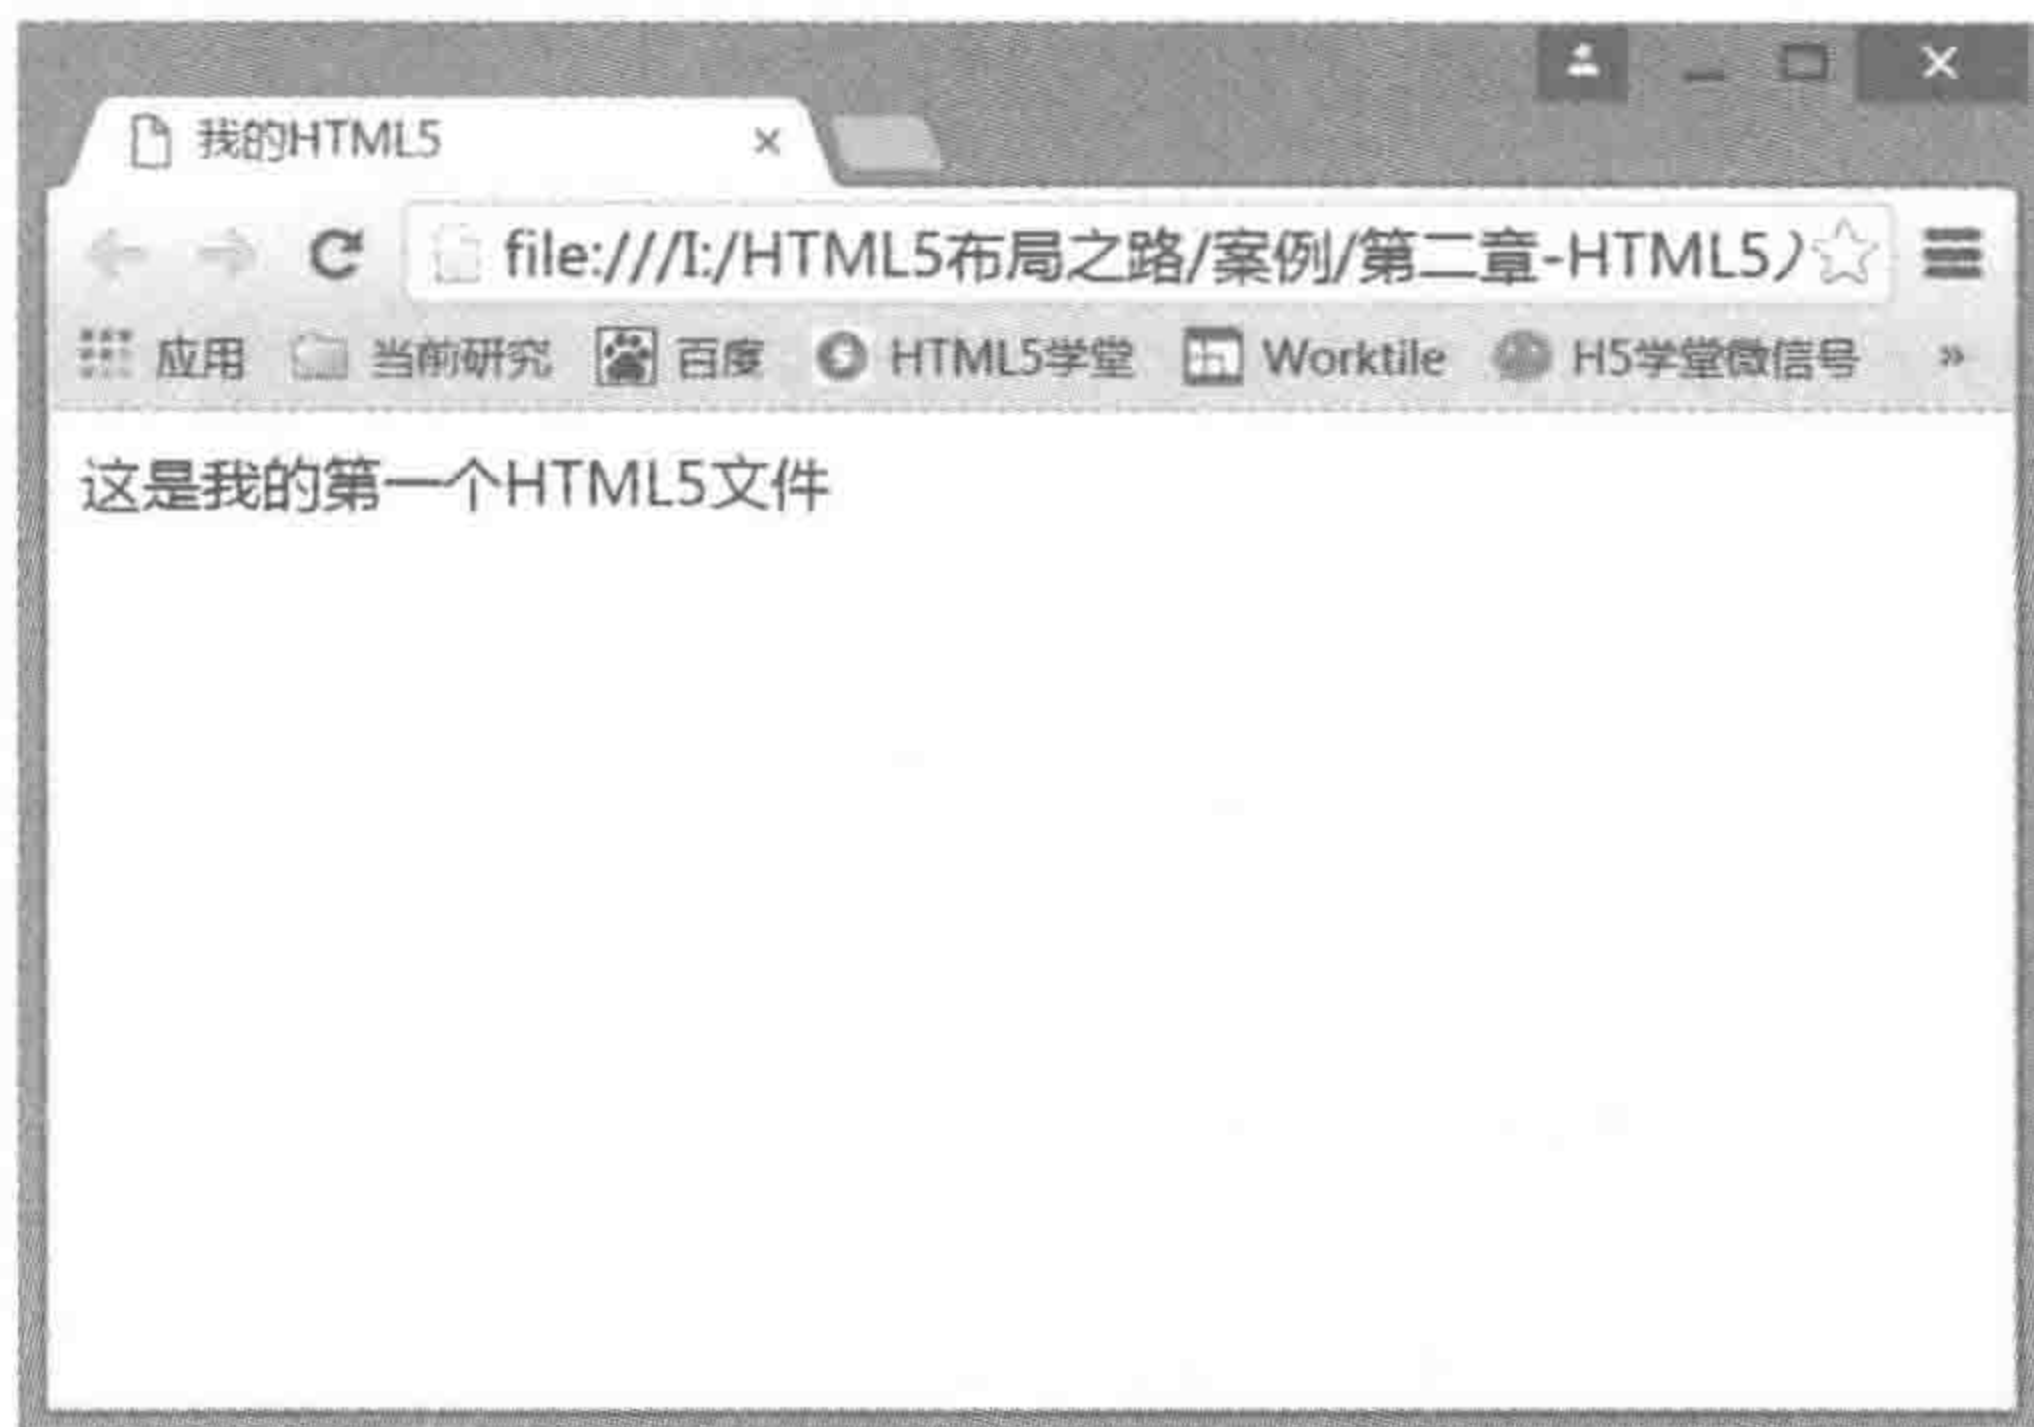 我的HTML5
file:///I:/HTML5布局之路/案例/第二章-HTML5
应用 当前研究 百度 HTML5学堂 Worktile H5学堂微信号 »
这是我的第一个HTML5文件